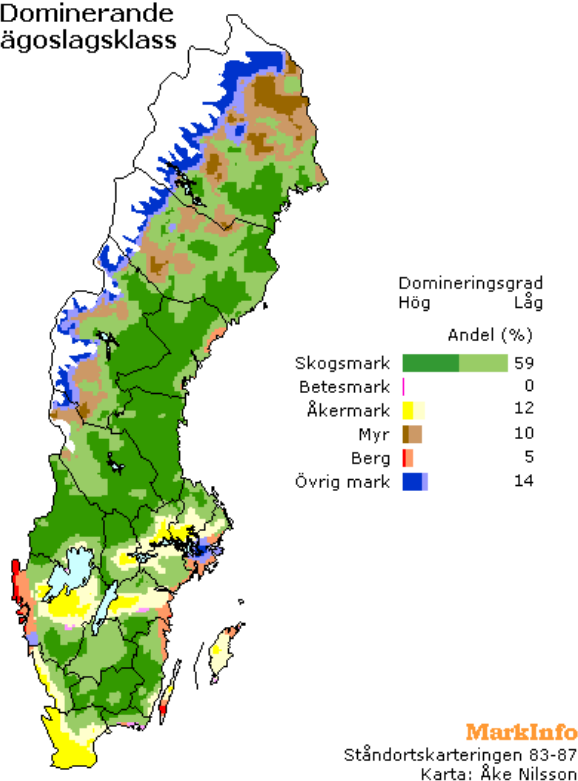 Dominerande
ägoslagsklass
Domineringsgrad
Hög Låg
Andel (%)
Skogsmark 59
Betesmark 0
Åkermark 12
Myr 10
Berg 5
Övrig mark 14
MarkInfo
Ståndortskarteringen 83-87
Karta: Åke Nilsson